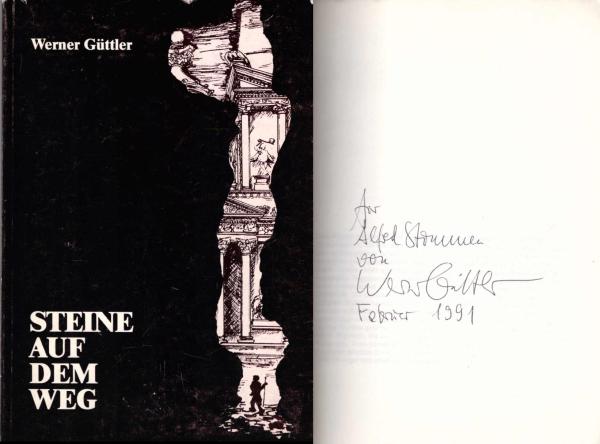 Werner Güttler
STEINE
AUF
DEM
WEG
für
Alfred Stommen
von
Werner Güttler
Februar 1991